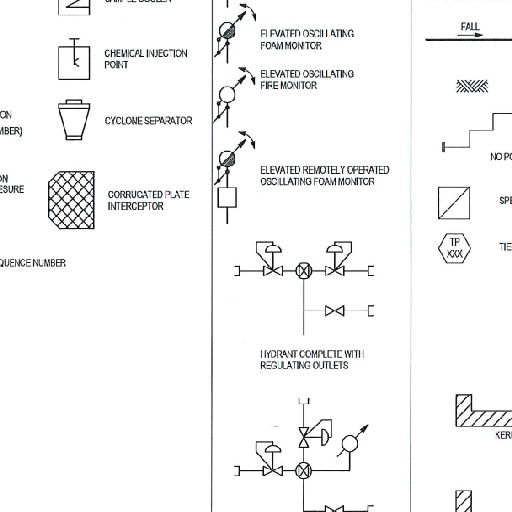 CHEMICAL INJECTION
POINT
CYCLONE SEPARATOR
CORRUGATED PLATE
INTERCEPTOR
QUENCE NUMBER
ELEVATED OSCILLATING
FOAM MONITOR
ELEVATED OSCILLATING
FIRE MONITOR
ELEVATED REMOTELY OPERATED
OSCILLATING FOAM MONITOR
HYDRANT COMPLETE WITH
REGULATING OUTLETS
FALL
NO PO
SPE
TP
XXX
TIE
KER
ON
MBER)
ON
ESURE